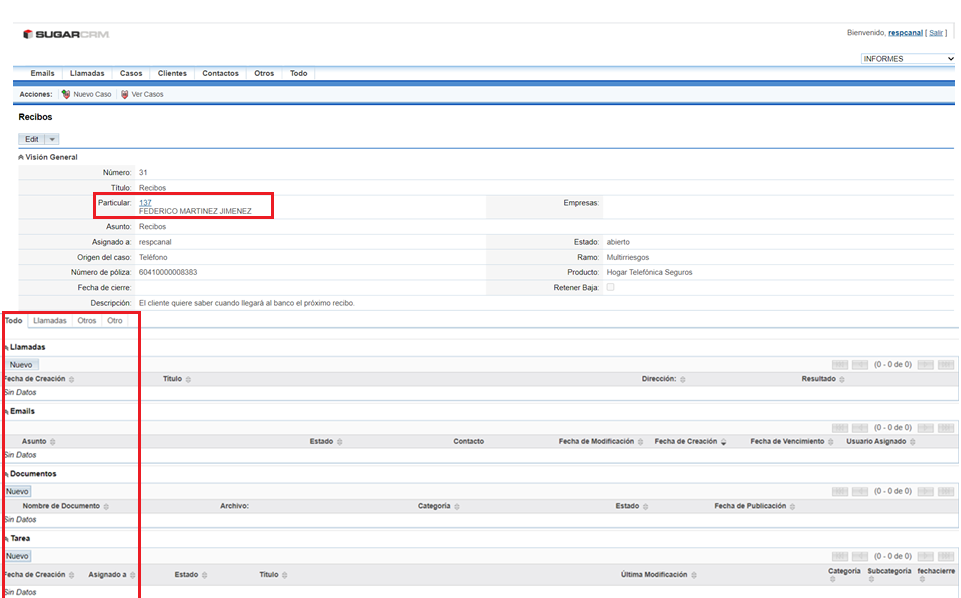 SUGARCRM
Bienvenido, respcanal [ Salir ]
INFORMES
Emails Llamadas Casos Clientes Contactos Otros Todo
Acciones: Nuevo Caso Ver Casos
Recibos
Edit
Visión General
Número: 31
Título: Recibos
Particular: 137 Empresas:
FEDERICO MARTINEZ JIMENEZ
Asunto: Recibos
Asignado a: respcanal Estado: abierto
Origen del caso: Teléfono Ramo: Multirriesgos
Número de póliza: 60410000008383 Producto: Hogar Telefónica Seguros
Fecha de cierre: Retener Baja:
Descripción: El cliente quiere saber cuando llegará al banco el próximo recibo.
Todo Llamadas Otros Otro
Llamadas
Nuevo (0 - 0 de 0)
Fecha de Creación Título Dirección: Resultado
Sin Datos
Emails
(0 - 0 de 0)
Asunto Estado Contacto Fecha de Modificación Fecha de Creación Fecha de Vencimiento Usuario Asignado
Sin Datos
Documentos
Nuevo (0 - 0 de 0)
Nombre de Documento Archivo: Categoría Estado Fecha de Publicación
Sin Datos
Tarea
Nuevo (0 - 0 de 0)
Fecha de Creación Asignado a Estado Título Última Modificación Categoría Subcategoría fechacierre
Sin Datos